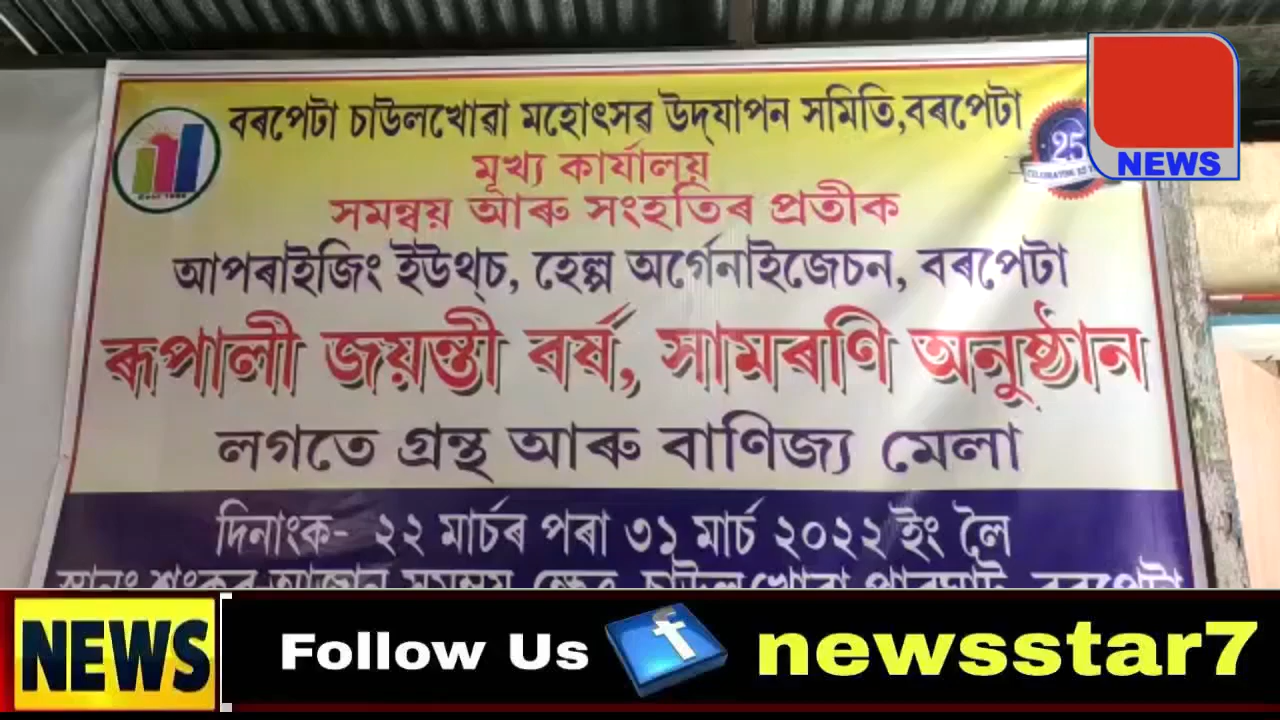 বৰপেটা চাউলখোৱা মহোৎসৱ উদ্‌যাপন সমিতি,বৰপেটা
মূখ্য কাৰ্যালয়
সমন্বয় আৰু সংহতিৰ প্ৰতীক
25
আপৰাইজিং ইউথ্চ, হেল্প অৰ্গেনাইজেচন, বৰপেটা
ৰূপালী জয়ন্তী বৰ্ষ, সামৰণি অনুষ্ঠান
লগতে গ্ৰন্থ আৰু বাণিজ্য মেলা
দিনাংক- ২২ মাৰ্চৰ পৰা ৩১ মাৰ্চ ২০২২ ইং লৈ
NEWS
NEWS
Follow Us f newsstar7